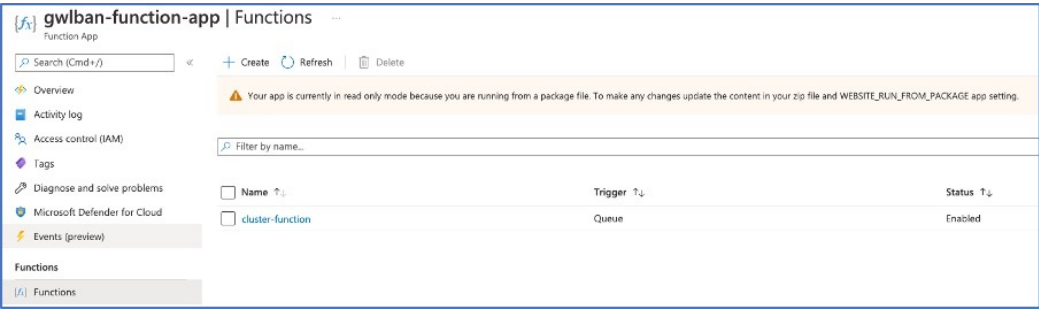 gwlban-function-app | Functions ...
Function App
Search (Cmd+/)
«
+ Create Refresh Delete
Overview
Activity log
Access control (IAM)
Tags
Diagnose and solve problems
Microsoft Defender for Cloud
Events (preview)
Functions
Functions
Your app is currently in read only mode because you are running from a package file. To make any changes update the content in your zip file and WEBSITE_RUN_FROM_PACKAGE app setting.
Filter by name...
Name ↑↓ Trigger ↑↓ Status ↑↓
cluster-function Queue Enabled